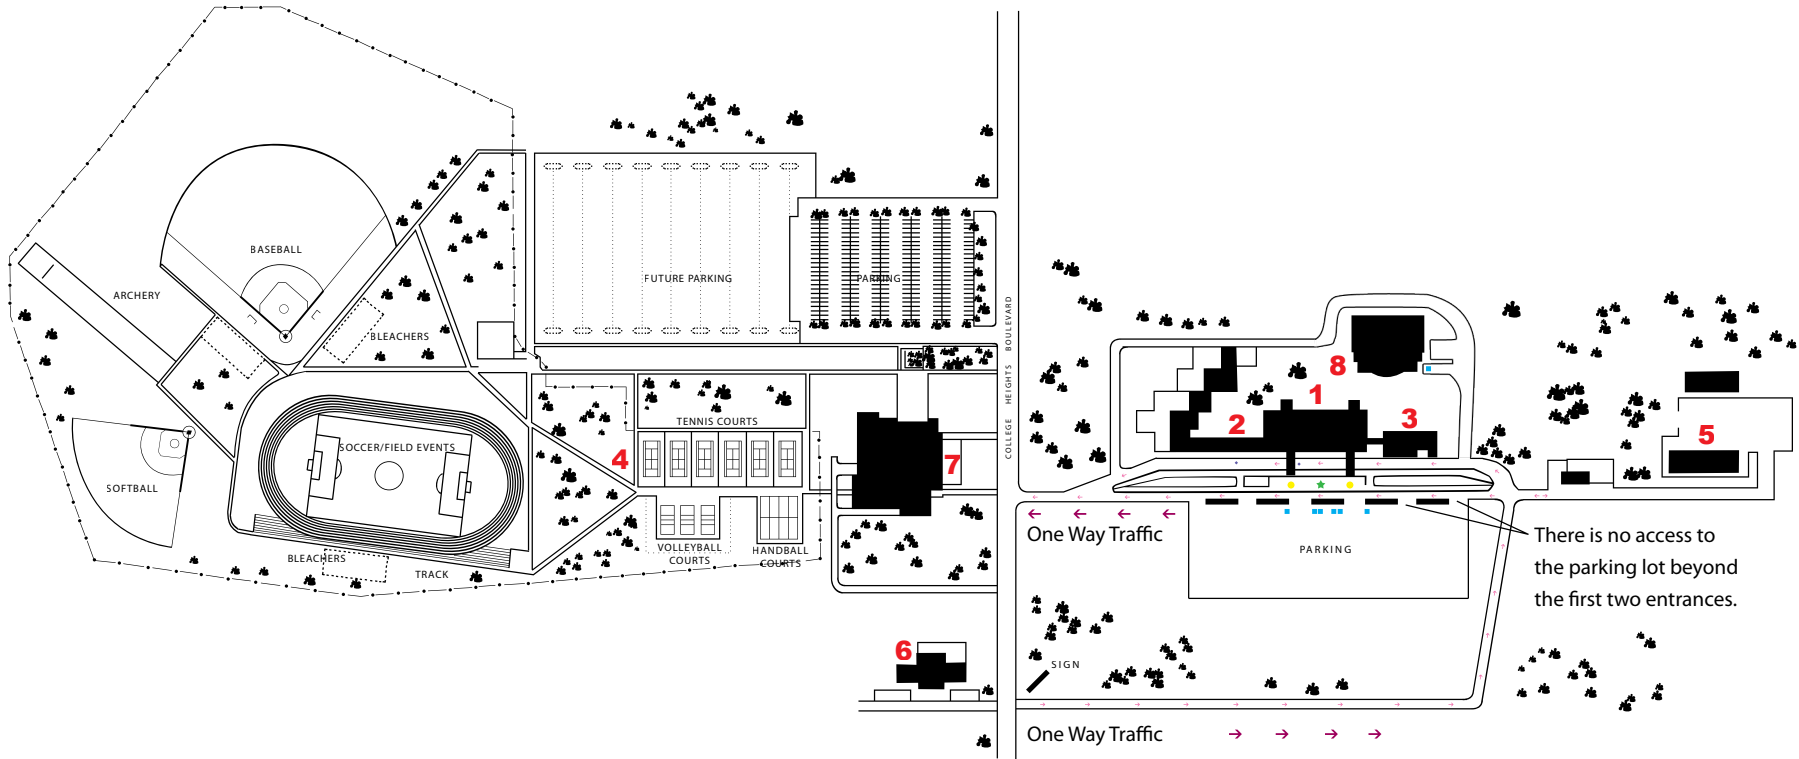 BASEBALL
ARCHERY
BLEACHERS
FUTURE PARKING
PARKING
COLLEGE HEIGHTS BOULEVARD
8
1
2
3
5
TENNIS COURTS
SOCCER/FIELD EVENTS
4
7
SOFTBALL
BLEACHERS
TRACK
VOLLEYBALL
COURTS
HANDBALL
COURTS
6
One Way Traffic
PARKING
There is no access to
the parking lot beyond
the first two entrances.
SIGN
One Way Traffic